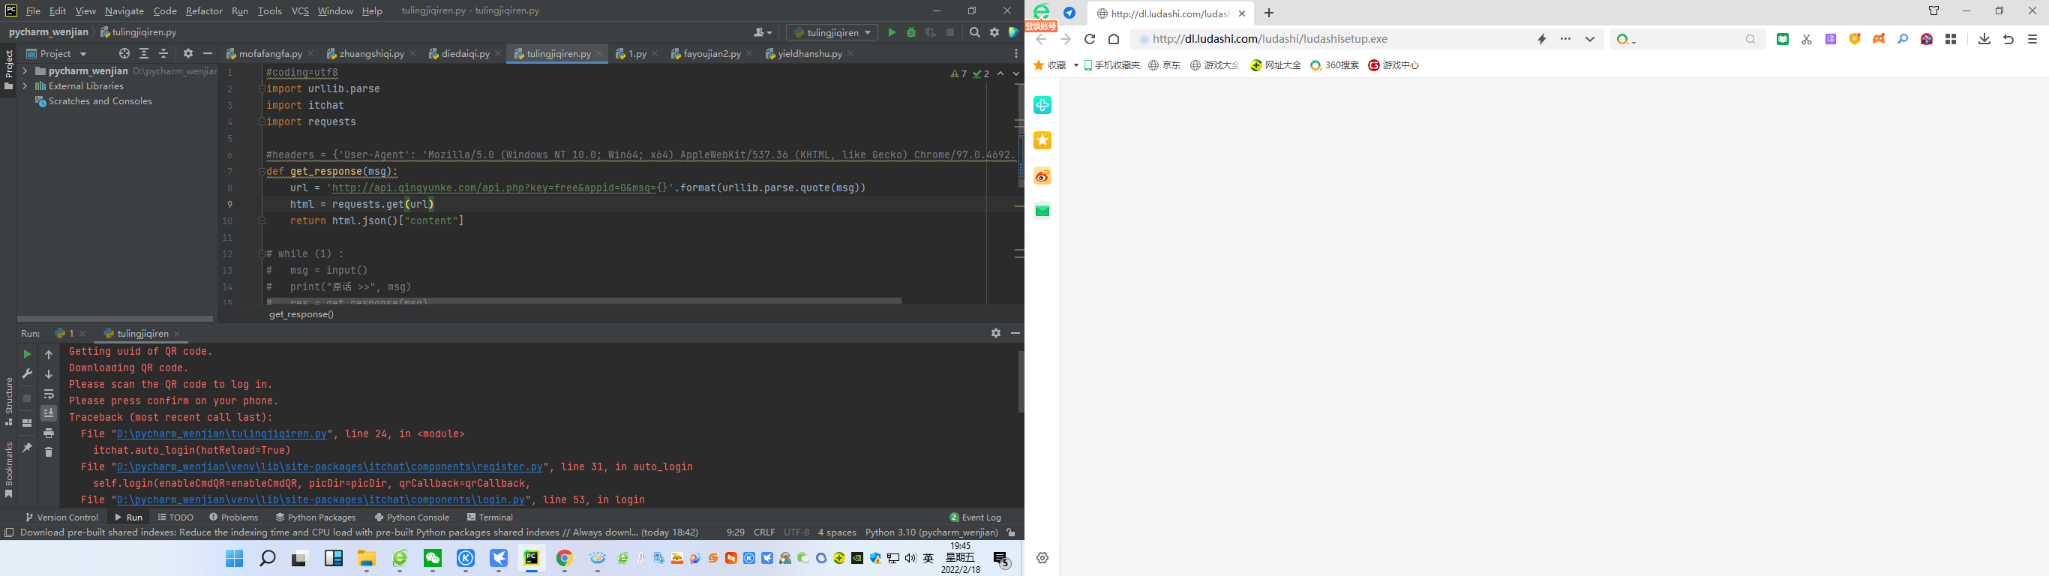 File Edit View Navigate Code Refactor Run Tools VCS Window Help tulingjiqiren.py - tulingjiqiren.py
pycharm_wenjian tulingjiqiren.py
tulingjiqiren
Project
mofafangfa.py zhuangshiqi.py diedaiqi.py tulingjiqiren.py 1.py fayoujian2.py yieldhanshu.py
pycharm_wenjian D:\pycharm_wenjian
External Libraries
Scratches and Consoles
7 2
1 #coding=utf8
2 import urllib.parse
3 import itchat
4 import requests
5
6 #headers = {'User-Agent': 'Mozilla/5.0 (Windows NT 10.0; Win64; x64) AppleWebKit/537.36 (KHTML, like Gecko) Chrome/97.0.4692.
7 def get_response(msg):
8 url = 'http://api.qingyunke.com/api.php?key=free&appid=0&msg={}'.format(urllib.parse.quote(msg))
9 html = requests.get(url)
10 return html.json()["content"]
11
12 # while (1) :
13 # msg = input()
14 # print("原话 >>", msg)
15 # res = get_response(msg)
get_response()
Run: 1 tulingjiqiren
Getting uuid of QR code.
Downloading QR code.
Please scan the QR code to log in.
Please press confirm on your phone.
Traceback (most recent call last):
File "D:\pycharm_wenjian\tulingjiqiren.py", line 24, in <module>
itchat.auto_login(hotReload=True)
File "D:\pycharm_wenjian\venv\lib\site-packages\itchat\components\register.py", line 31, in auto_login
self.login(enableCmdQR=enableCmdQR, picDir=picDir, qrCallback=qrCallback,
File "D:\pycharm_wenjian\venv\lib\site-packages\itchat\components\login.py", line 53, in login
Project
Structure
Bookmarks
Version Control Run TODO Problems Python Packages Python Console Terminal 2 Event Log
Download pre-built shared indexes: Reduce the indexing time and CPU load with pre-built Python packages shared indexes // Always downl... (today 18:42) 9:29 CRLF UTF-8 4 spaces Python 3.10 (pycharm_wenjian)
英
19:45
星期五
2022/2/18
5
登录账号
http://dl.ludashi.com/ludash
http://dl.ludashi.com/ludashi/ludashisetup.exe
收藏 手机收藏夹 京东 游戏大全 网址大全 360搜索 游戏中心